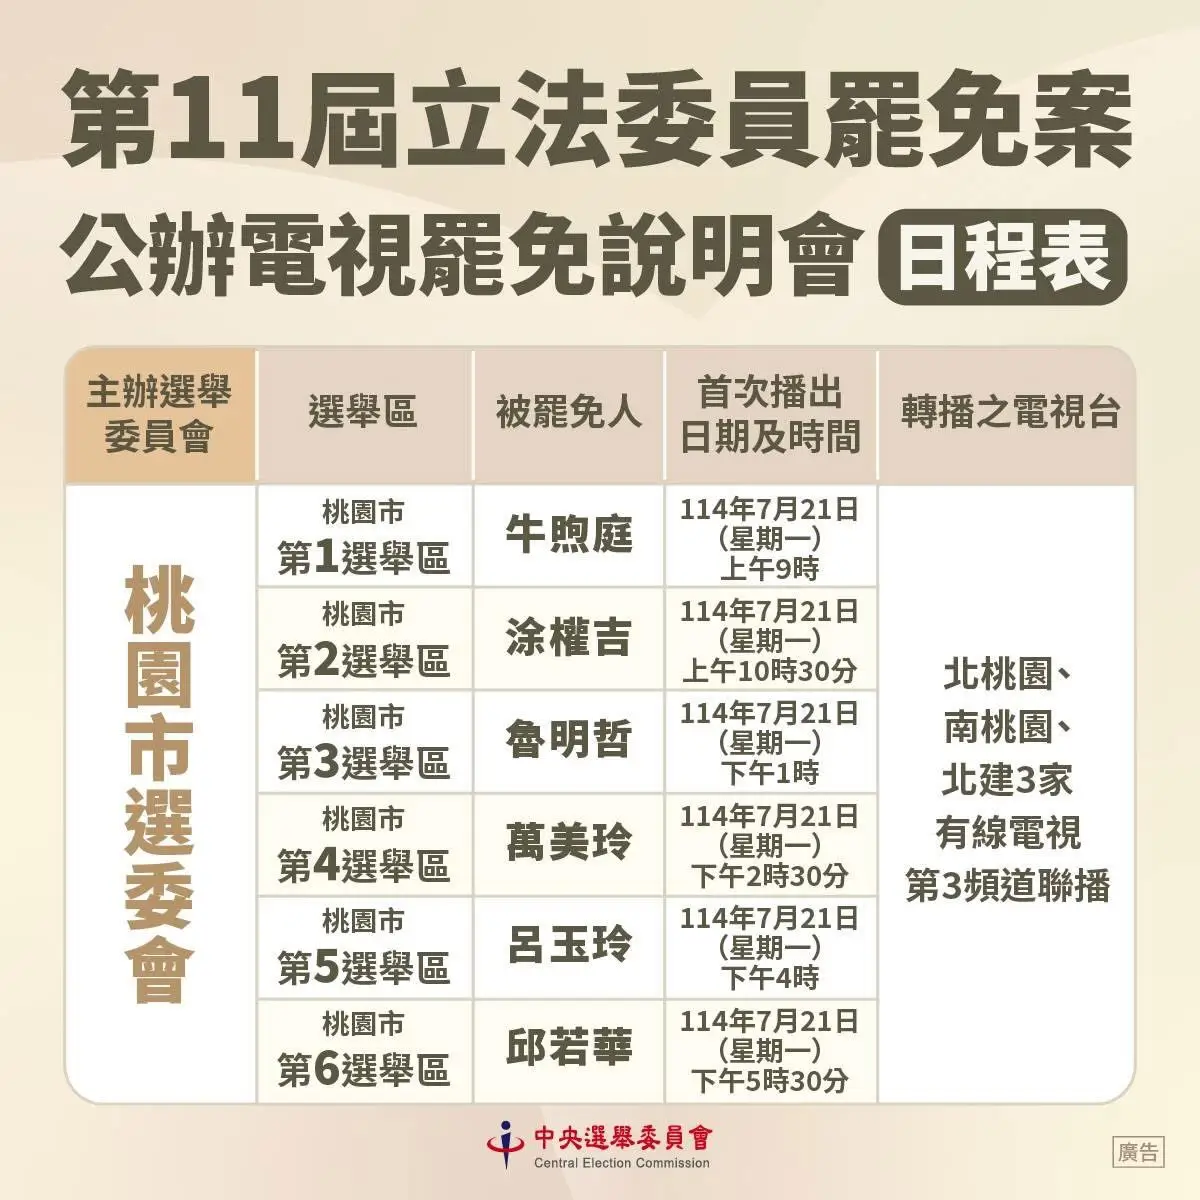 第11屆立法委員罷免案
公辦電視罷免說明會 日程表
主辦選舉
委員會
選舉區
被罷免人
首次播出
日期及時間
轉播之電視台
桃園市選委會
桃園市
第1選舉區
牛煦庭
114年7月21日
（星期一）
上午9時
桃園市
第2選舉區
涂權吉
114年7月21日
（星期一）
上午10時30分
桃園市
第3選舉區
魯明哲
114年7月21日
（星期一）
下午1時
桃園市
第4選舉區
萬美玲
114年7月21日
（星期一）
下午2時30分
桃園市
第5選舉區
呂玉玲
114年7月21日
（星期一）
下午4時
桃園市
第6選舉區
邱若華
114年7月21日
（星期一）
下午5時30分
北桃園、
南桃園、
北建3家
有線電視
第3頻道聯播
中央選舉委員會
Central Election Commission
廣告